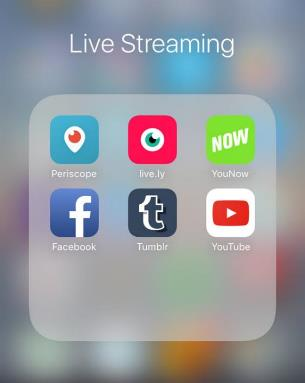 Live Streaming
NOW
Periscope live.ly YouNow
f t
Facebook Tumblr YouTube